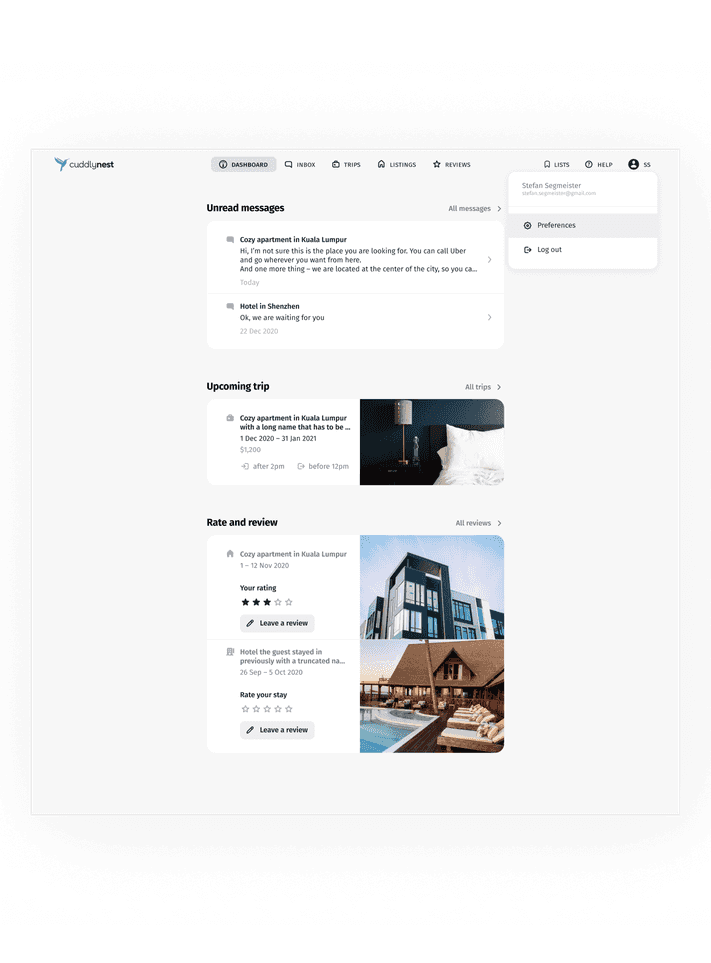 cuddlynest
DASHBOARD
INBOX
TRIPS
LISTINGS
REVIEWS
LISTS
HELP
SS
Stefan Segmeister
stefan.segmeister@gmail.com
Preferences
Log out
Unread messages
All messages
Cozy apartment in Kuala Lumpur
Hi, I'm not sure this is the place you are looking for. You can call Uber
and go wherever you want from here.
And one more thing – we are located at the center of the city, so you ca...
Today
Hotel in Shenzhen
Ok, we are waiting for you
22 Dec 2020
Upcoming trip
All trips
Cozy apartment in Kuala Lumpur
with a long name that has to be ...
1 Dec 2020 – 31 Jan 2021
$1,200
after 2pm
before 12pm
Rate and review
All reviews
Cozy apartment in Kuala Lumpur
1 – 12 Nov 2020
Your rating
Leave a review
Hotel the guest stayed in
previously with a truncated na...
26 Sep – 5 Oct 2020
Rate your stay
Leave a review